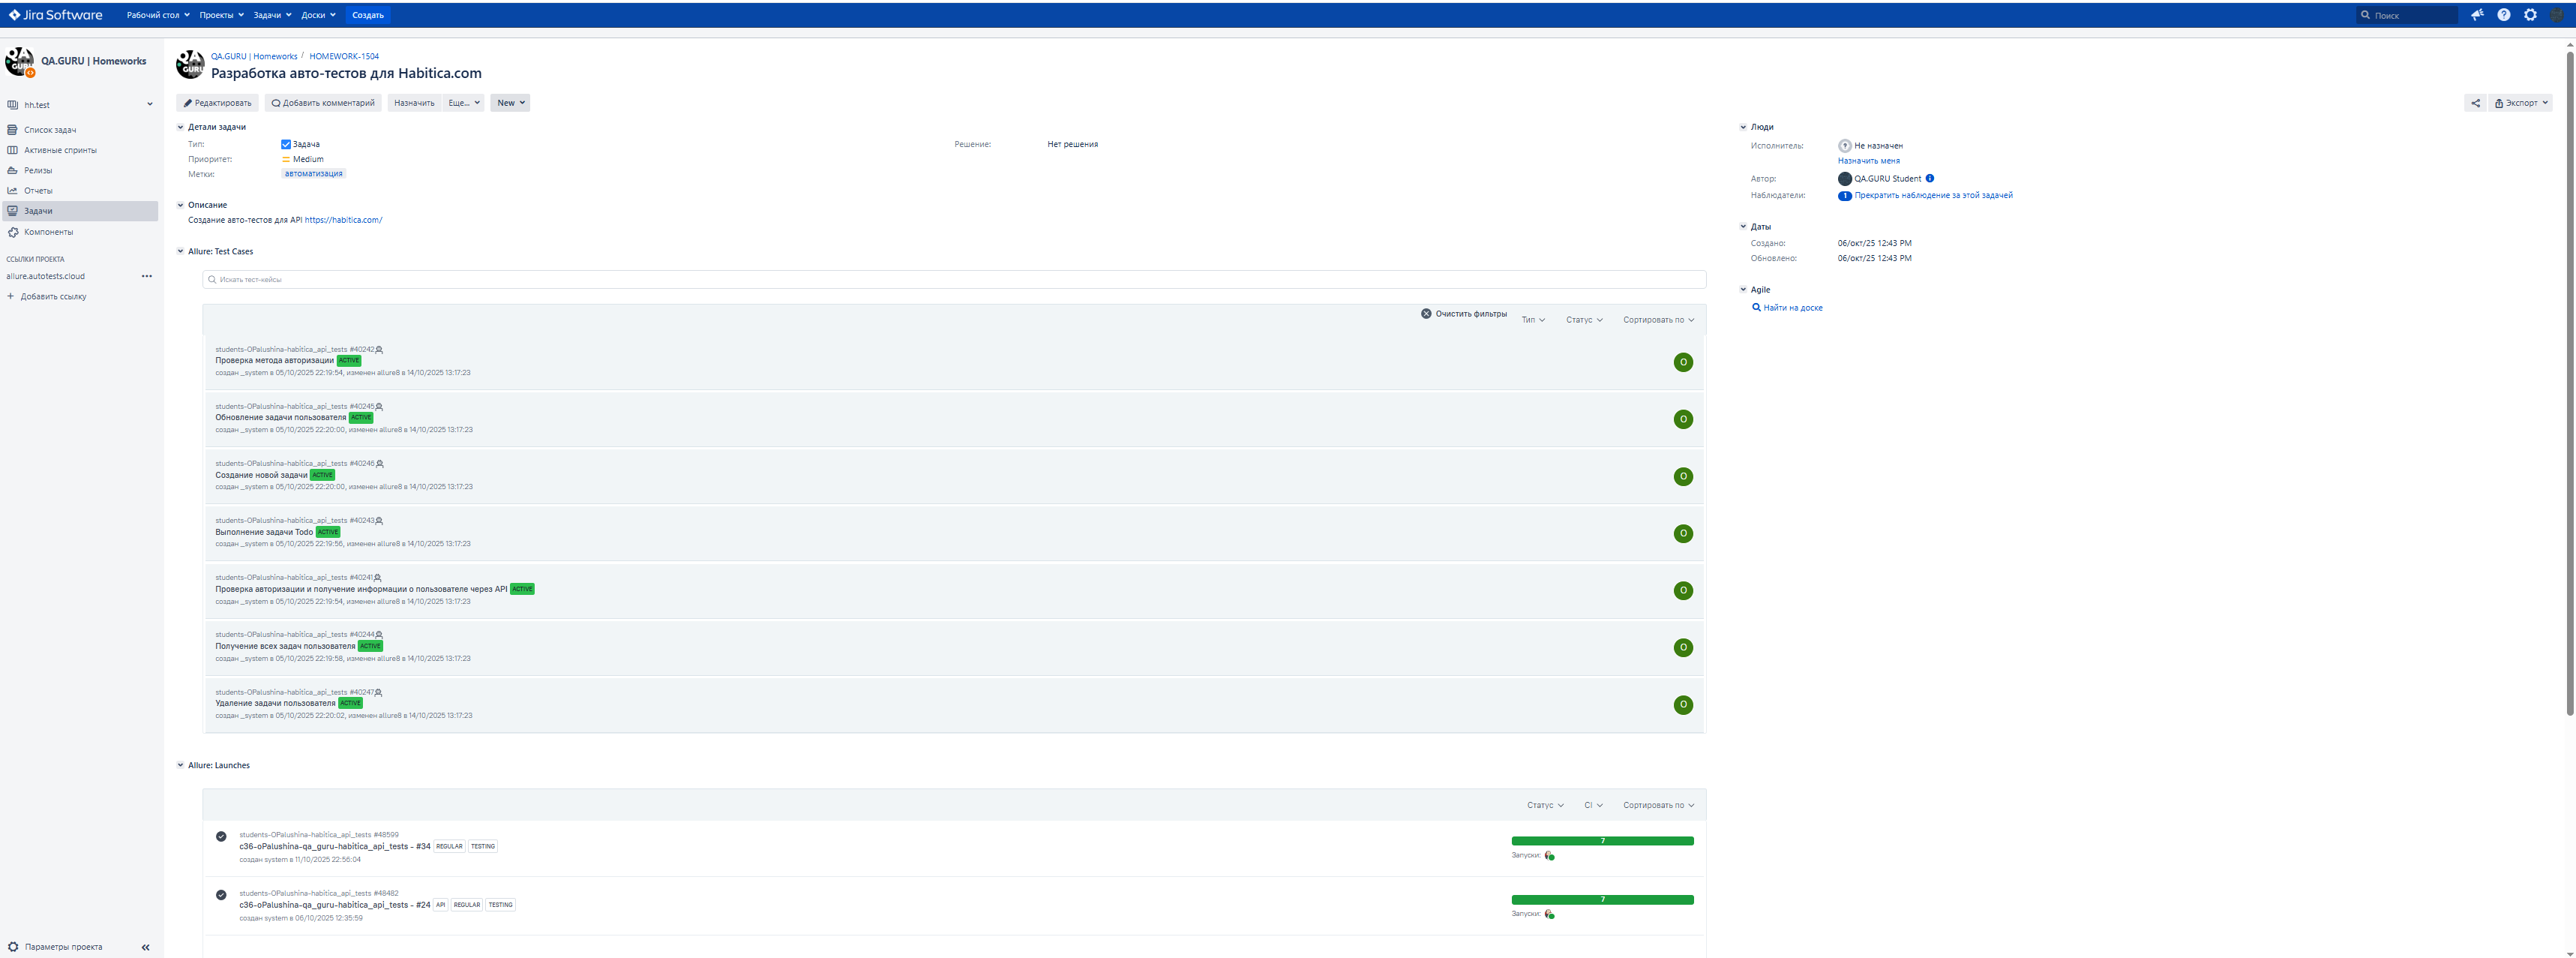 Jira Software Рабочий стол Проекты Задачи Доски Создать Поиск
QA.GURU | Homeworks
hh.test
Список задач
Активные спринты
Релизы
Отчеты
Задачи
Компоненты
ССЫЛКИ ПРОЕКТА
allure.autotests.cloud
+ Добавить ссылку
Параметры проекта
QA.GURU | Homeworks / HOMEWORK-1504
Разработка авто-тестов для Habitica.com
Редактировать Добавить комментарий Назначить Еще... New Экспорт
Детали задачи
Тип: Задача Решение: Нет решения
Приоритет: Medium
Метки: автоматизация
Описание
Создание авто-тестов для API https://habitica.com/
Allure: Test Cases
Искать тест-кейсы
Очистить фильтры Тип Статус Сортировать по
students-OPalushina-habitica_api_tests #40242
Проверка метода авторизации ACTIVE
создан _system в 05/10/2025 22:19:54, изменен allure8 в 14/10/2025 13:17:23
O
students-OPalushina-habitica_api_tests #40245
Обновление задачи пользователя ACTIVE
создан _system в 05/10/2025 22:20:00, изменен allure8 в 14/10/2025 13:17:23
O
students-OPalushina-habitica_api_tests #40246
Создание новой задачи ACTIVE
создан _system в 05/10/2025 22:20:00, изменен allure8 в 14/10/2025 13:17:23
O
students-OPalushina-habitica_api_tests #40243
Выполнение задачи Todo ACTIVE
создан _system в 05/10/2025 22:19:56, изменен allure8 в 14/10/2025 13:17:23
O
students-OPalushina-habitica_api_tests #40241
Проверка авторизации и получение информации о пользователе через API ACTIVE
создан _system в 05/10/2025 22:19:54, изменен allure8 в 14/10/2025 13:17:23
O
students-OPalushina-habitica_api_tests #40244
Получение всех задач пользователя ACTIVE
создан _system в 05/10/2025 22:19:58, изменен allure8 в 14/10/2025 13:17:23
O
students-OPalushina-habitica_api_tests #40247
Удаление задачи пользователя ACTIVE
создан _system в 05/10/2025 22:20:02, изменен allure8 в 14/10/2025 13:17:23
O
Allure: Launches
Статус CI Сортировать по
students-OPalushina-habitica_api_tests #48599
c36-oPalushina-qa_guru-habitica_api_tests - #34 REGULAR TESTING
создан system в 11/10/2025 22:56:04
7
Запуски:
students-OPalushina-habitica_api_tests #48482
c36-oPalushina-qa_guru-habitica_api_tests - #24 API REGULAR TESTING
создан system в 06/10/2025 12:35:59
7
Запуски:
Люди
Исполнитель: Не назначен
Назначить меня
Автор: QA.GURU Student
Наблюдатели: 1 Прекратить наблюдение за этой задачей
Даты
Создано: 06/окт/25 12:43 PM
Обновлено: 06/окт/25 12:43 PM
Agile
Найти на доске